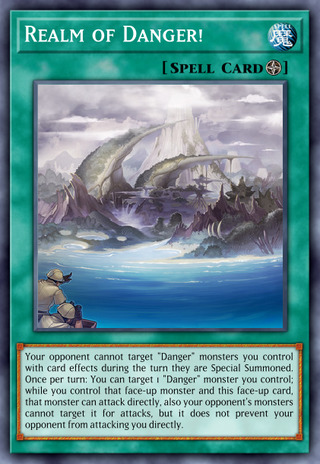 Realm of Danger!
魔
[Spell Card]
Your opponent cannot target "Danger" monsters you control
with card effects during the turn they are Special Summoned.
Once per turn: You can target 1 "Danger" monster you control;
while you control that face-up monster and this face-up card,
that monster can attack directly, also your opponent's monsters
cannot target it for attacks, but it does not prevent your
opponent from attacking you directly.